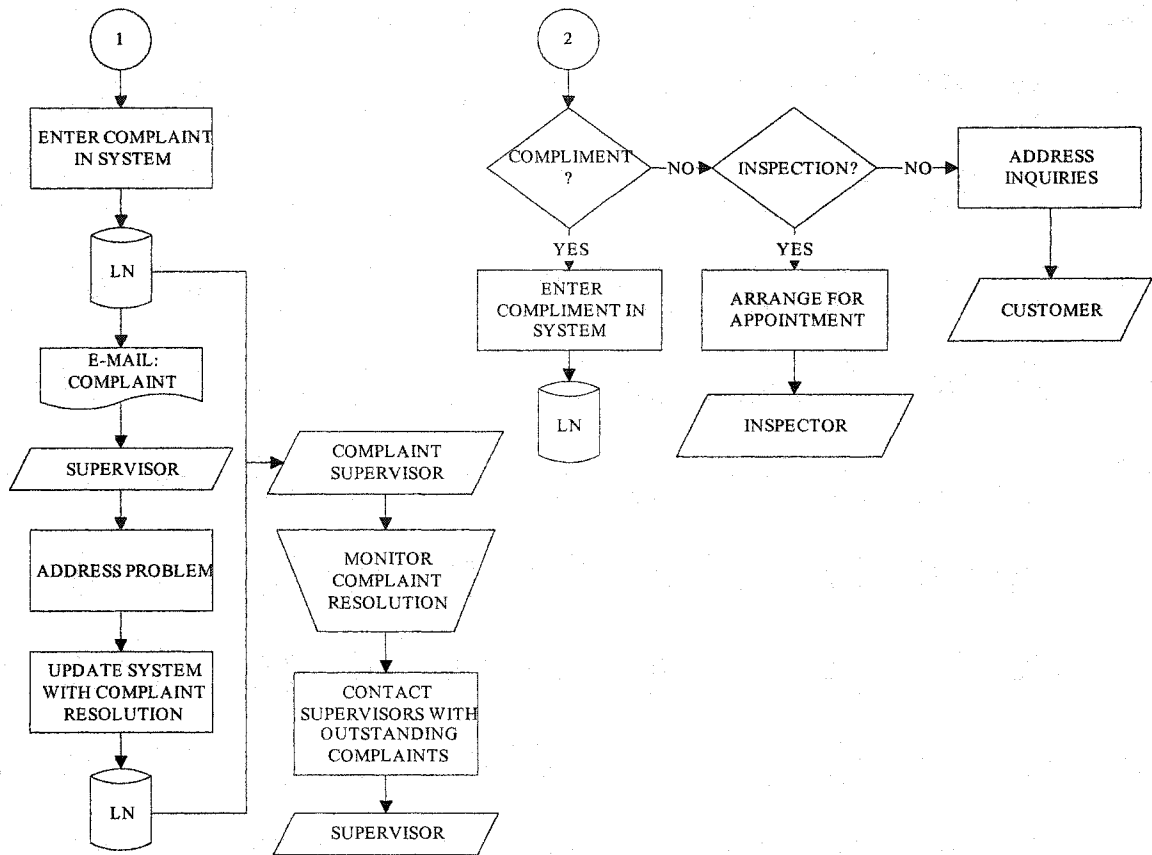 1
ENTER COMPLAINT
IN SYSTEM
LN
E-MAIL:
COMPLAINT
SUPERVISOR
ADDRESS PROBLEM
UPDATE SYSTEM
WITH COMPLAINT
RESOLUTION
LN
COMPLAINT
SUPERVISOR
MONITOR
COMPLAINT
RESOLUTION
CONTACT
SUPERVISORS WITH
OUTSTANDING
COMPLAINTS
SUPERVISOR
2
COMPLIMENT
?
NO
INSPECTION?
NO
ADDRESS
INQUIRIES
CUSTOMER
YES
ENTER
COMPLIMENT IN
SYSTEM
LN
YES
ARRANGE FOR
APPOINTMENT
INSPECTOR